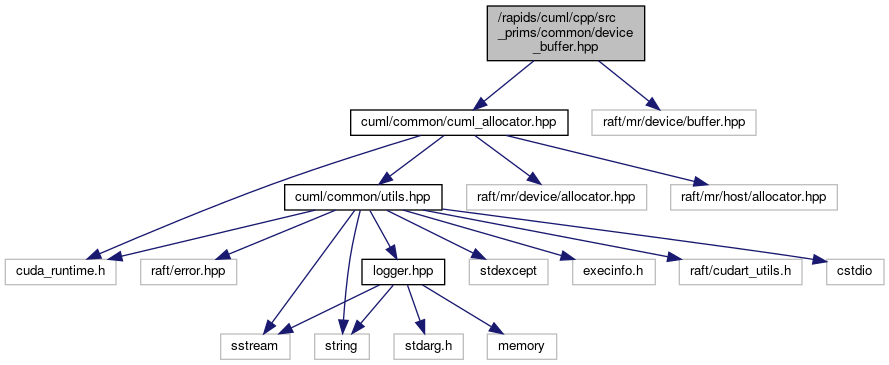 /rapids/cuml/cpp/src
_prims/common/device
_buffer.hpp
cuml/common/cuml_allocator.hpp
raft/mr/device/buffer.hpp
cuml/common/utils.hpp
raft/mr/device/allocator.hpp
raft/mr/host/allocator.hpp
cuda_runtime.h
raft/error.hpp
logger.hpp
stdexcept
execinfo.h
raft/cudart_utils.h
cstdio
sstream
string
stdarg.h
memory